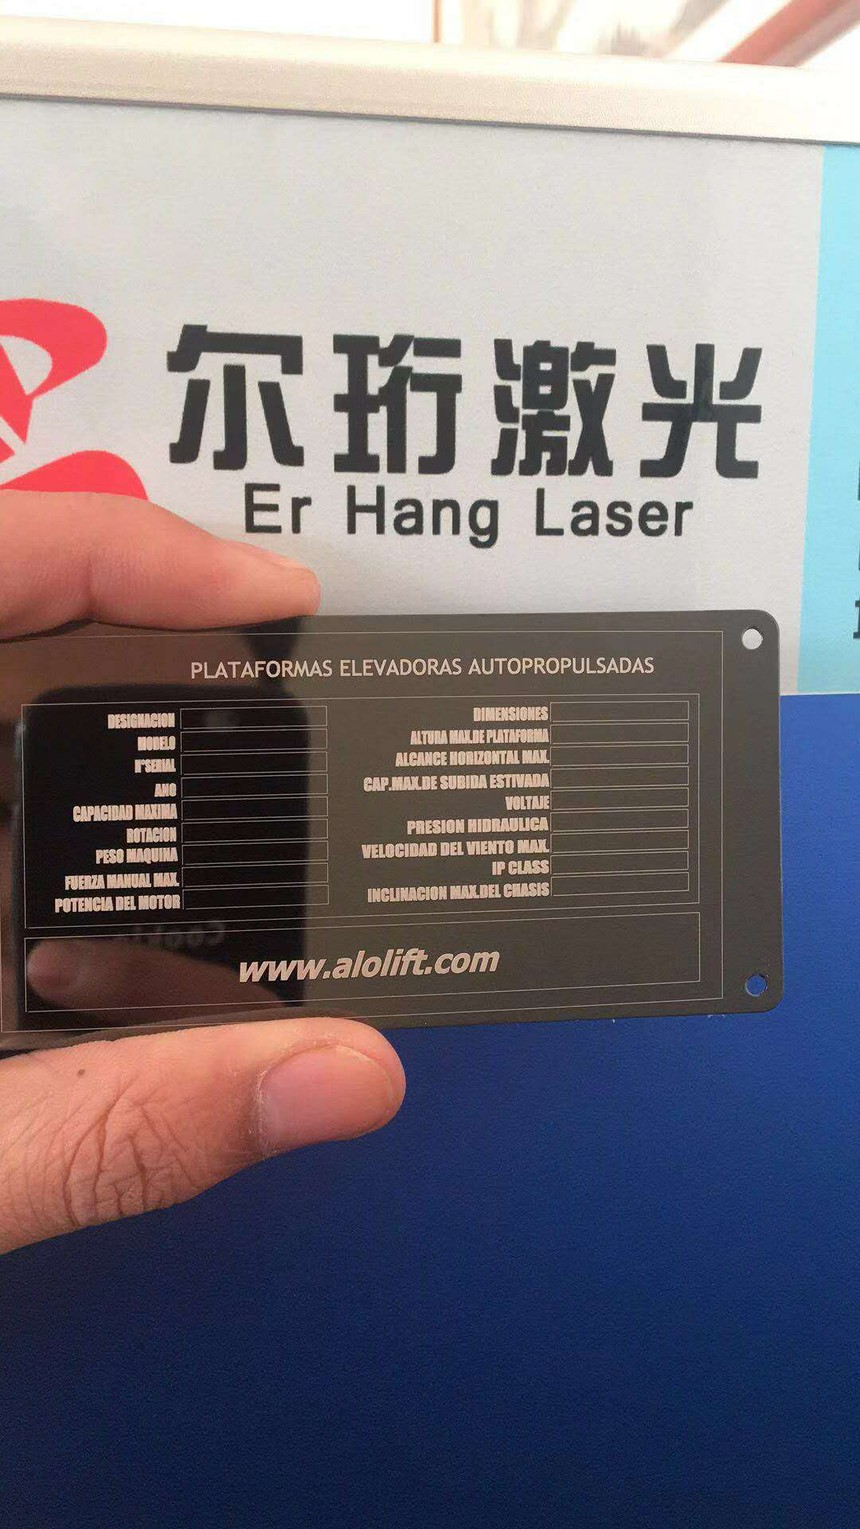 尔珩激光
Er Hang Laser
PLATAFORMAS ELEVADORAS AUTOPROPULSADAS
DESIGNACION
MODELO
N°SERIAL
ANO
CAPACIDAD MAXIMA
ROTACION
PESO MAQUINA
FUERZA MANUAL MAX.
POTENCIA DEL MOTOR
DIMENSIONES
ALTURA MAX.DE PLATAFORMA
ALCANCE HORIZONTAL MAX.
CAP.MAX.DE SUBIDA ESTIVADA
VOLTAJE
PRESION HIDRAULICA
VELOCIDAD DEL VIENTO MAX.
IP CLASS
INCLINACION MAX.DEL CHASIS
www.alolift.com